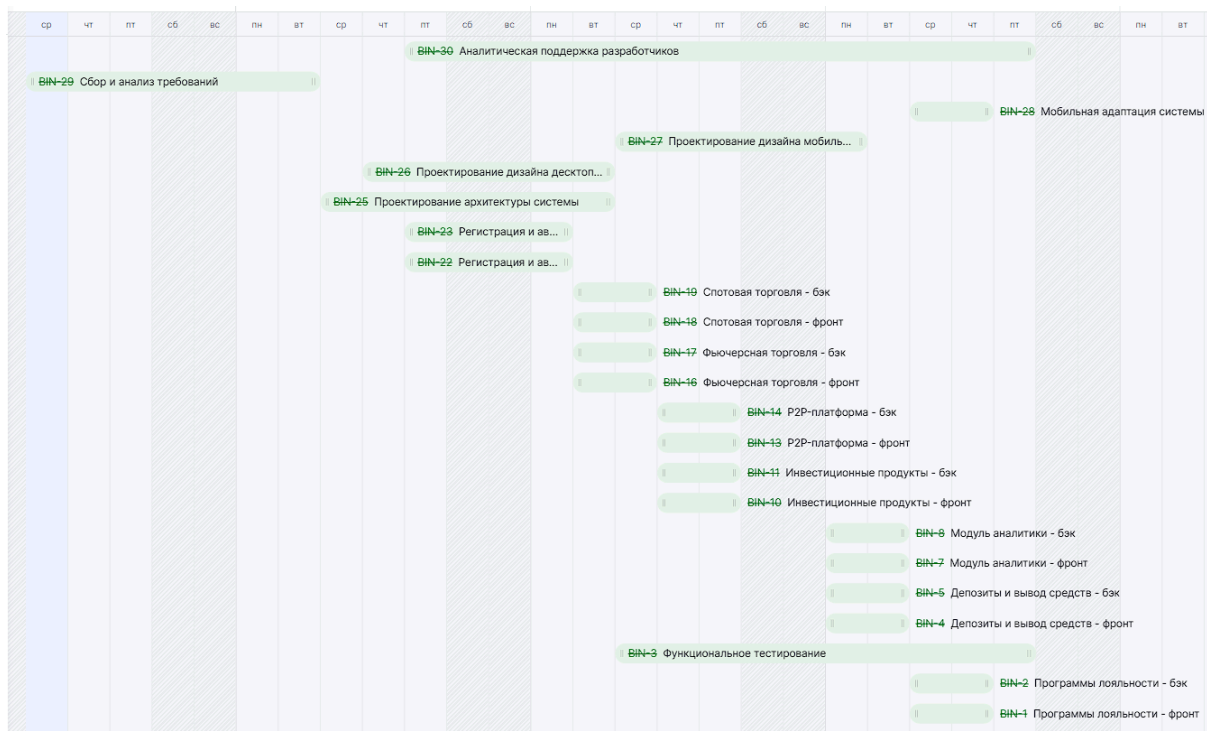 ср чт пт сб вс пн вт ср чт пт сб вс пн вт ср чт пт сб вс пн вт ср чт пт сб вс пн вт
BIN-30 Аналитическая поддержка разработчиков
BIN-29 Сбор и анализ требований
BIN-28 Мобильная адаптация системы
BIN-27 Проектирование дизайна мобиль...
BIN-26 Проектирование дизайна десктоп...
BIN-25 Проектирование архитектуры системы
BIN-23 Регистрация и ав...
BIN-22 Регистрация и ав...
BIN-19 Спотовая торговля - бэк
BIN-18 Спотовая торговля - фронт
BIN-17 Фьючерсная торговля - бэк
BIN-16 Фьючерсная торговля - фронт
BIN-14 P2P-платформа - бэк
BIN-13 P2P-платформа - фронт
BIN-11 Инвестиционные продукты - бэк
BIN-10 Инвестиционные продукты - фронт
BIN-8 Модуль аналитики - бэк
BIN-7 Модуль аналитики - фронт
BIN-5 Депозиты и вывод средств - бэк
BIN-4 Депозиты и вывод средств - фронт
BIN-3 Функциональное тестирование
BIN-2 Программы лояльности - бэк
BIN-1 Программы лояльности - фронт